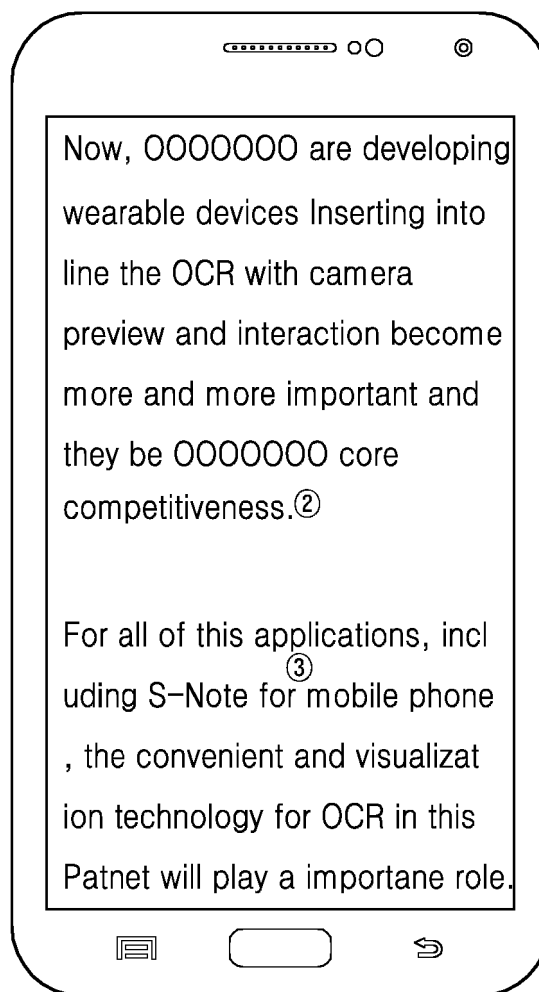 Now, OOOOOOO are developing
wearable devices Inserting into
line the OCR with camera
preview and interaction become
more and more important and
they be OOOOOOO core
competitiveness.②
For all of this applications, incl
③
uding S-Note for mobile phone
, the convenient and visualizat
ion technology for OCR in this
Patnet will play a importane role.